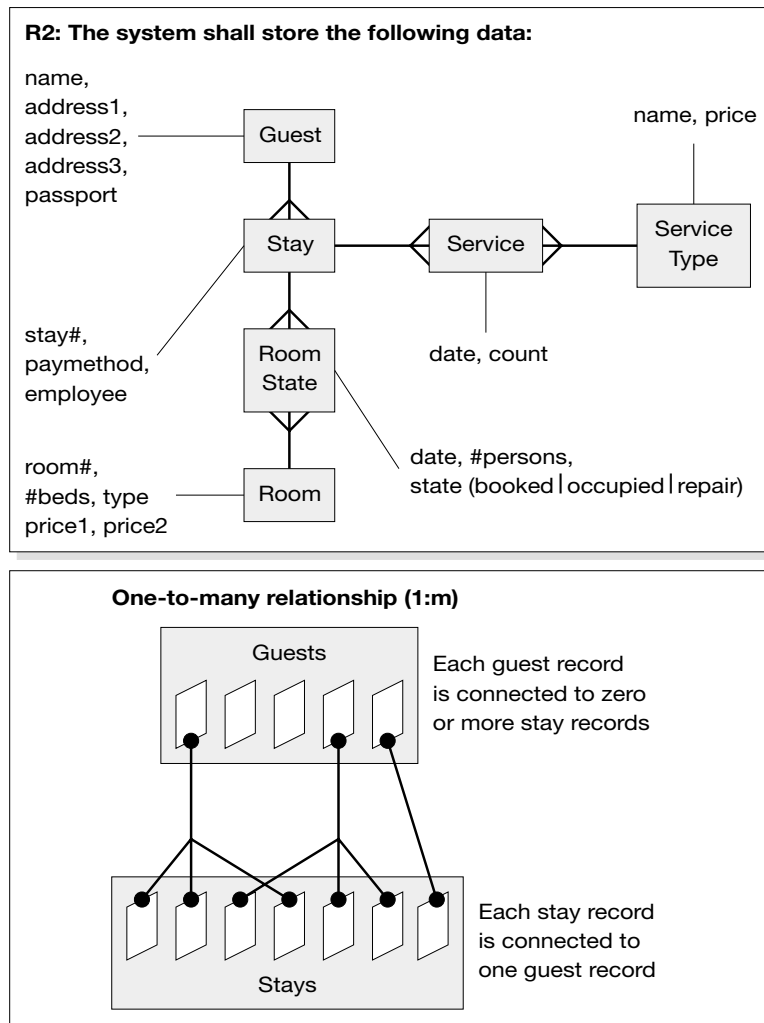 R2: The system shall store the following data:
name,
address1,
address2,
address3,
passport
Guest
name, price
Stay
Service
Service
Type
stay#,
paymethod,
employee
Room
State
date, count
room#,
#beds, type
price1, price2
Room
date, #persons,
state (booked|occupied|repair)
One-to-many relationship (1:m)
Guests
Each guest record
is connected to zero
or more stay records
Each stay record
is connected to
one guest record
Stays